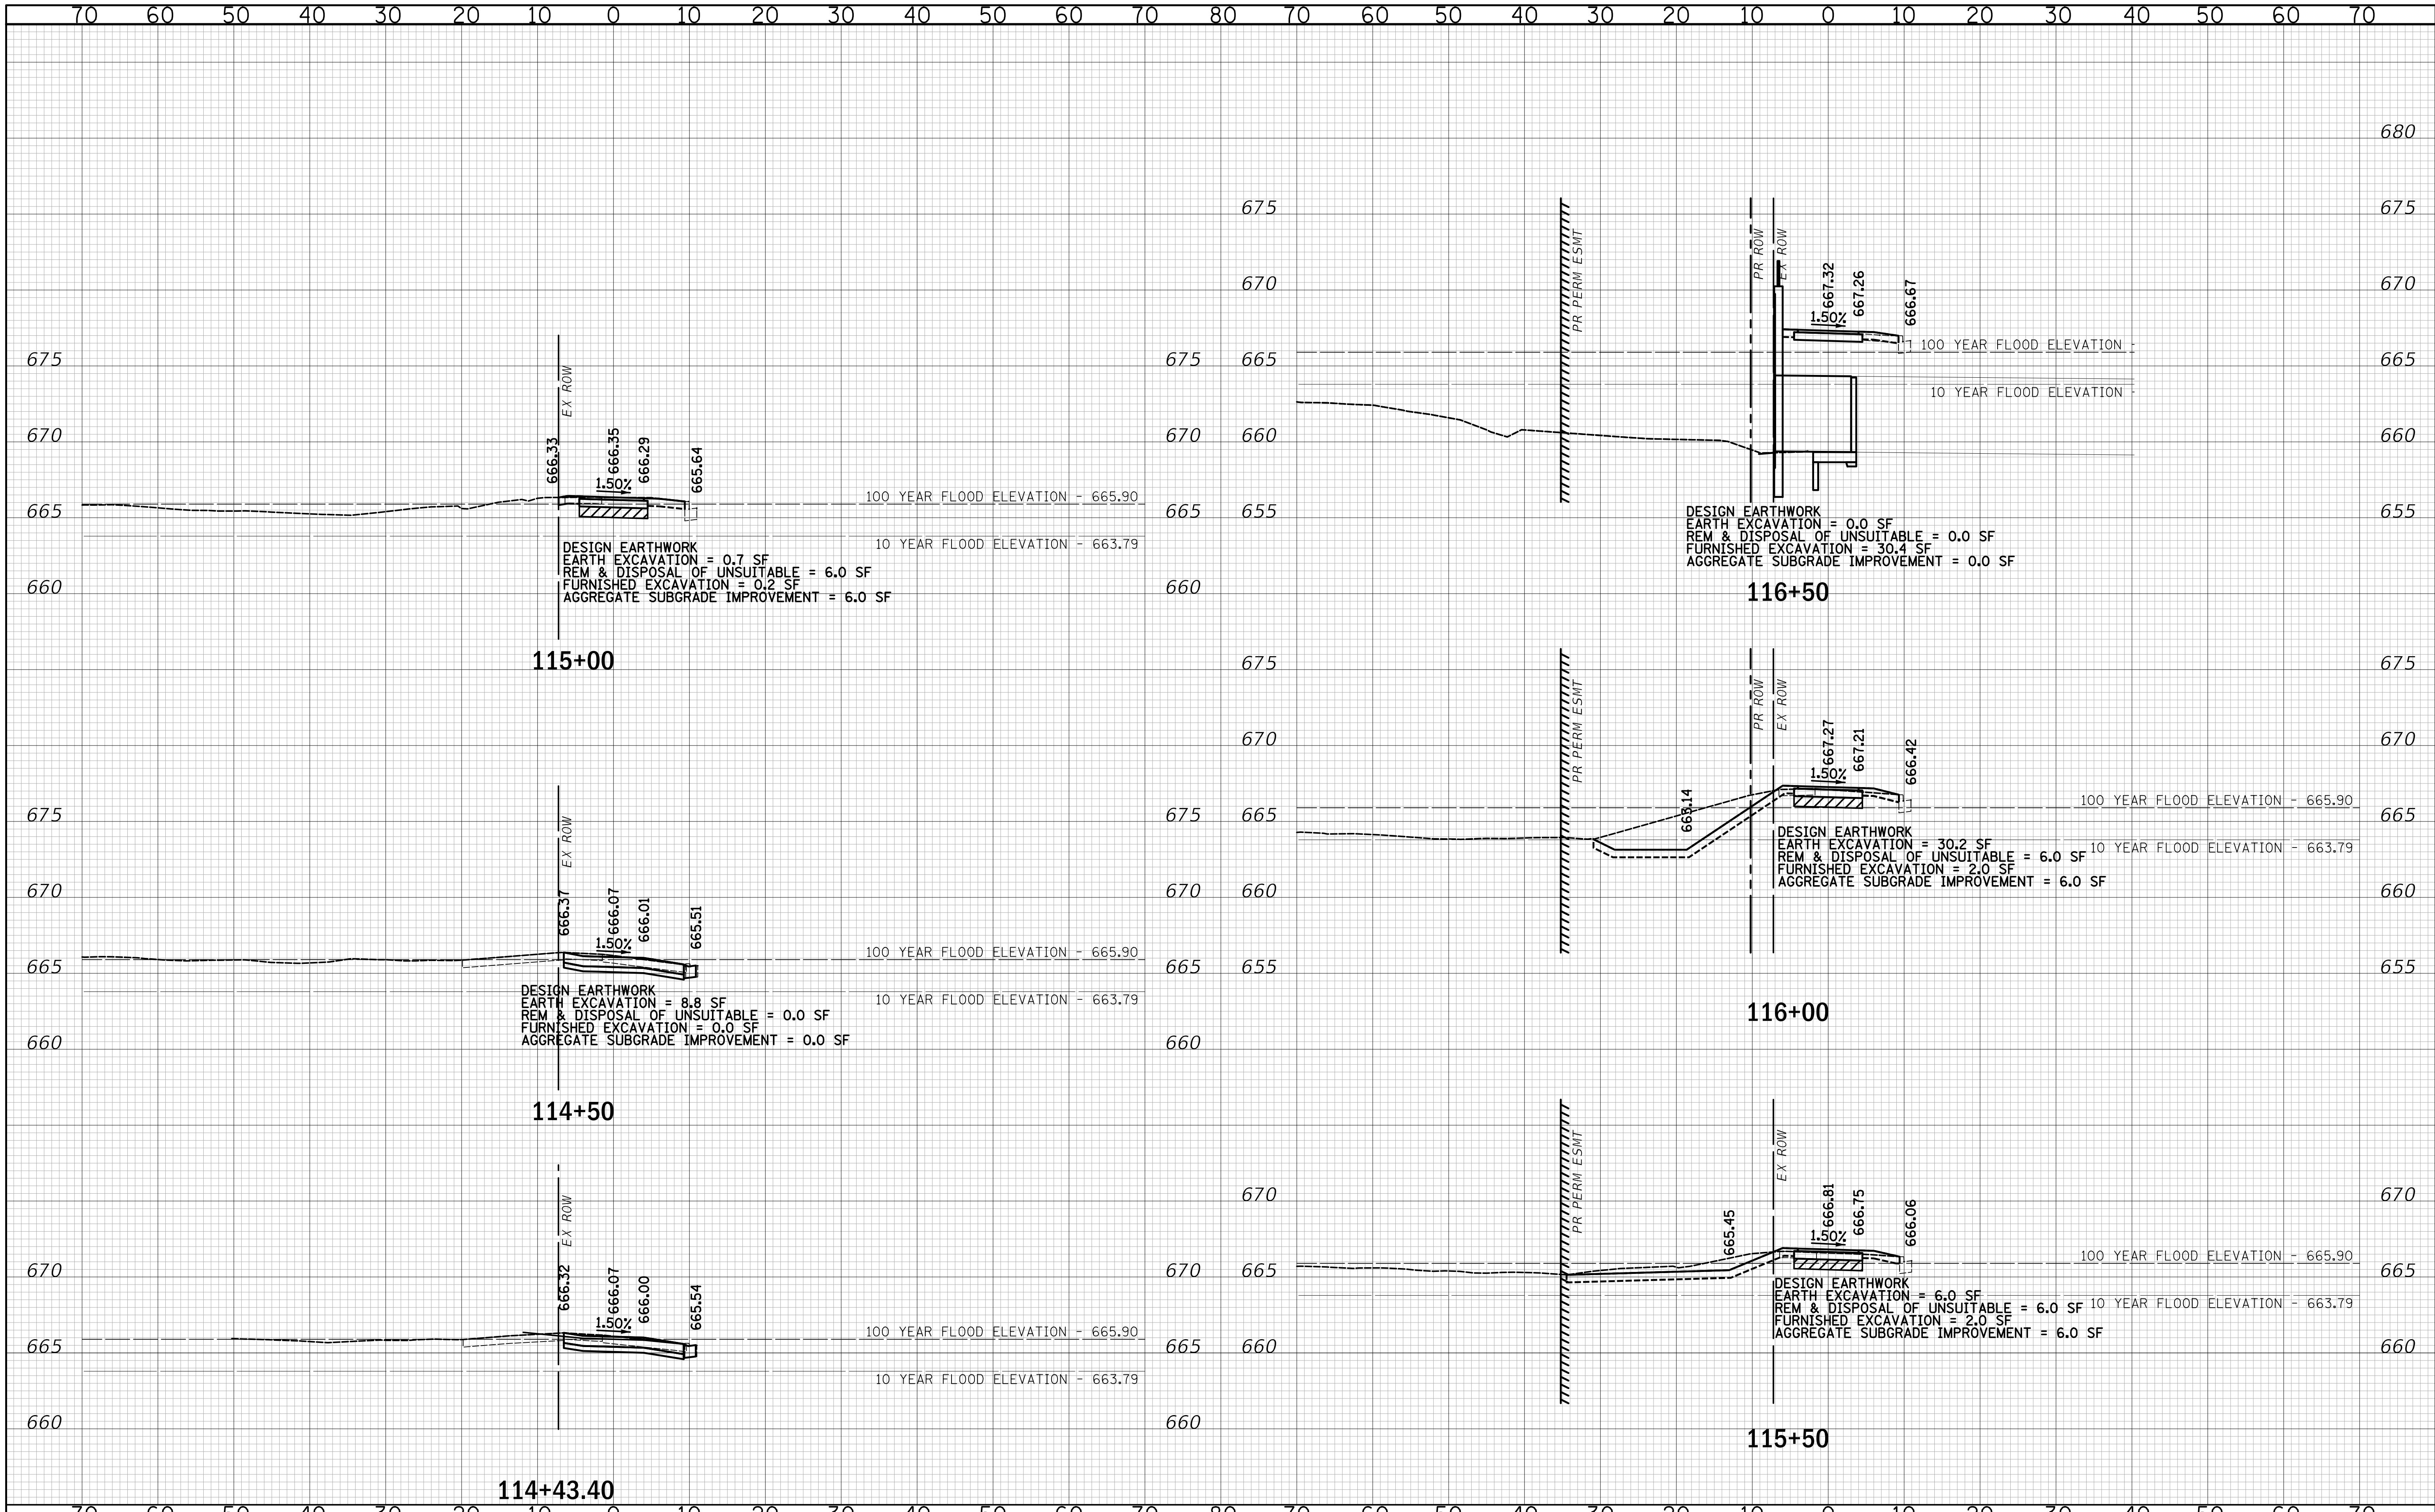 70 60 50 40 30 20 10 0 10 20 30 40 50 60 70 80 70 60 50 40 30 20 10 0 10 20 30 40 50 60 70
675
670
665
660
675
670
665
660
EX ROW
666.33
666.35
666.29
665.64
1.50%
100 YEAR FLOOD ELEVATION - 665.90
10 YEAR FLOOD ELEVATION - 663.79
DESIGN EARTHWORK
EARTH EXCAVATION = 0.7 SF
REM & DISPOSAL OF UNSUITABLE = 6.0 SF
FURNISHED EXCAVATION = 0.2 SF
AGGREGATE SUBGRADE IMPROVEMENT = 6.0 SF
115+00
675
670
665
660
675
670
665
660
EX ROW
666.37
666.07
666.01
665.51
1.50%
100 YEAR FLOOD ELEVATION - 665.90
10 YEAR FLOOD ELEVATION - 663.79
DESIGN EARTHWORK
EARTH EXCAVATION = 8.8 SF
REM & DISPOSAL OF UNSUITABLE = 0.0 SF
FURNISHED EXCAVATION = 0.0 SF
AGGREGATE SUBGRADE IMPROVEMENT = 0.0 SF
114+50
670
665
660
670
665
660
EX ROW
666.32
666.07
666.00
665.54
1.50%
100 YEAR FLOOD ELEVATION - 665.90
10 YEAR FLOOD ELEVATION - 663.79
114+43.40
680
675
670
665
660
655
675
670
665
660
655
PR PERM ESMT
PR ROW
EX ROW
667.32
667.26
666.67
1.50%
100 YEAR FLOOD ELEVATION -
10 YEAR FLOOD ELEVATION -
DESIGN EARTHWORK
EARTH EXCAVATION = 0.0 SF
REM & DISPOSAL OF UNSUITABLE = 0.0 SF
FURNISHED EXCAVATION = 30.4 SF
AGGREGATE SUBGRADE IMPROVEMENT = 0.0 SF
116+50
675
670
665
660
655
675
670
665
660
655
PR PERM ESMT
PR ROW
EX ROW
663.14
667.27
667.21
666.42
1.50%
100 YEAR FLOOD ELEVATION - 665.90
10 YEAR FLOOD ELEVATION - 663.79
DESIGN EARTHWORK
EARTH EXCAVATION = 30.2 SF
REM & DISPOSAL OF UNSUITABLE = 6.0 SF
FURNISHED EXCAVATION = 2.0 SF
AGGREGATE SUBGRADE IMPROVEMENT = 6.0 SF
116+00
670
665
660
670
665
660
PR PERM ESMT
EX ROW
665.45
666.81
666.75
666.06
1.50%
100 YEAR FLOOD ELEVATION - 665.90
10 YEAR FLOOD ELEVATION - 663.79
DESIGN EARTHWORK
EARTH EXCAVATION = 6.0 SF
REM & DISPOSAL OF UNSUITABLE = 6.0 SF
FURNISHED EXCAVATION = 2.0 SF
AGGREGATE SUBGRADE IMPROVEMENT = 6.0 SF
115+50
70 60 50 40 30 20 10 0 10 20 30 40 50 60 70 80 70 60 50 40 30 20 10 0 10 20 30 40 50 60 70